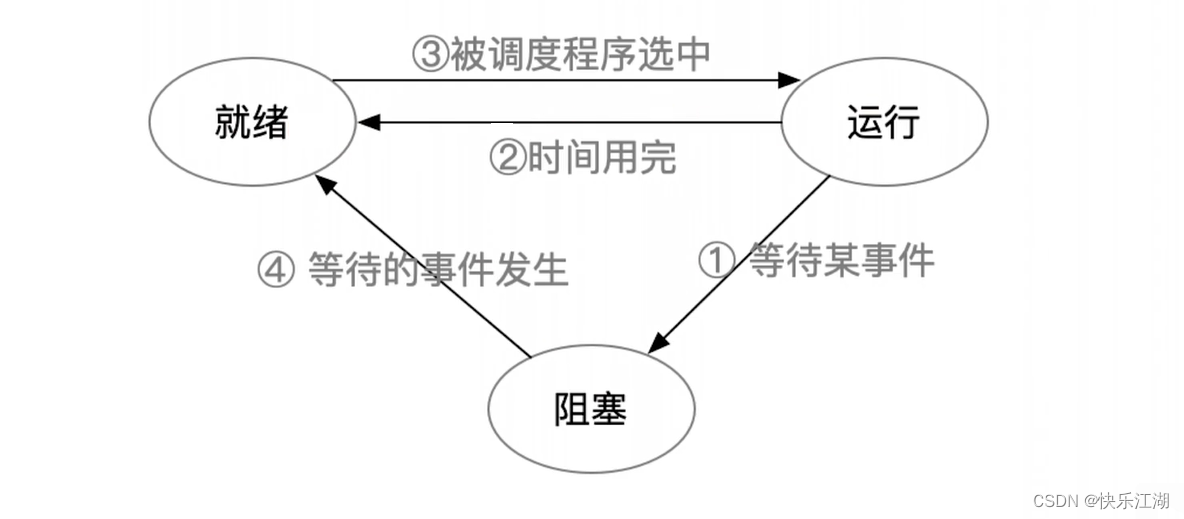 ③被调度程序选中
就绪
运行
②时间用完
④ 等待的事件发生
① 等待某事件
阻塞
CSDN @快乐江湖